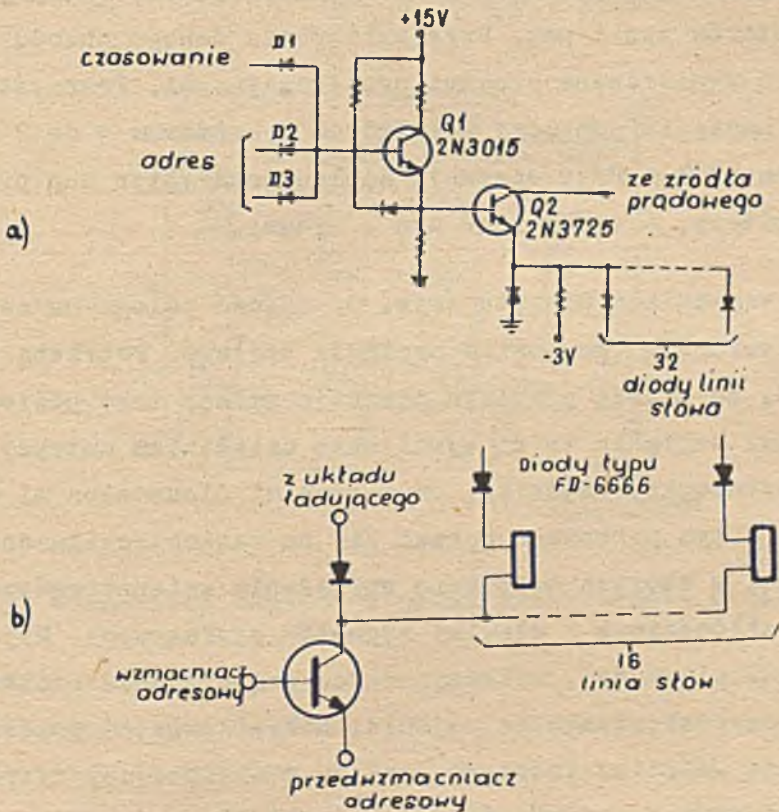 +15V
czasowanie
D1
D2
adres
D3
Q1
2N3015
Q2
2N3725
ze zródła
prądowego
a)
-3V
32
diody linii
słowa
z układu
ładującego
Diody typu
FD-6666
b)
wzmacniacz
adresowy
16
linia słów
przedwzmacniacz
adresowy